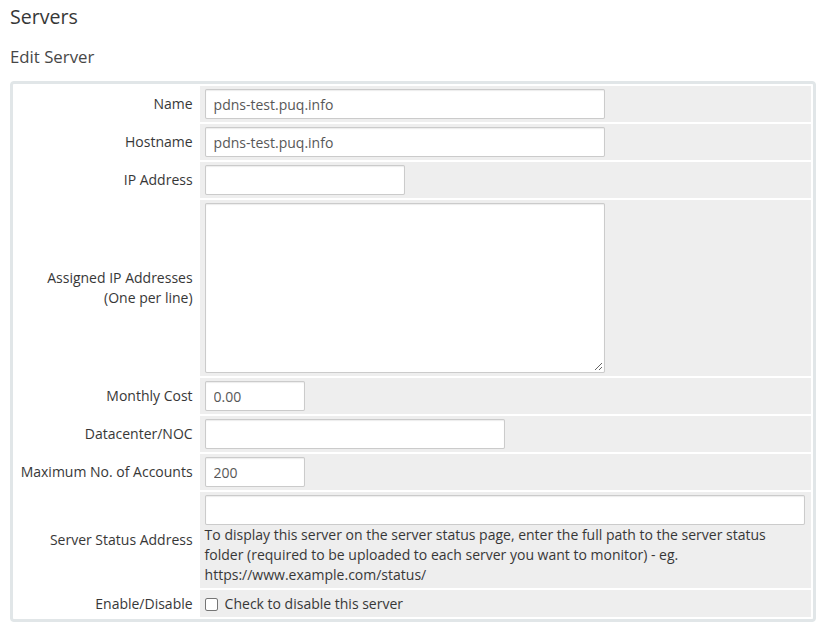 Servers
Edit Server
Name pdns-test.puq.info
Hostname pdns-test.puq.info
IP Address
Assigned IP Addresses
(One per line)
Monthly Cost 0.00
Datacenter/NOC
Maximum No. of Accounts 200
Server Status Address
To display this server on the server status page, enter the full path to the server status
folder (required to be uploaded to each server you want to monitor) - eg.
https://www.example.com/status/
Enable/Disable Check to disable this server